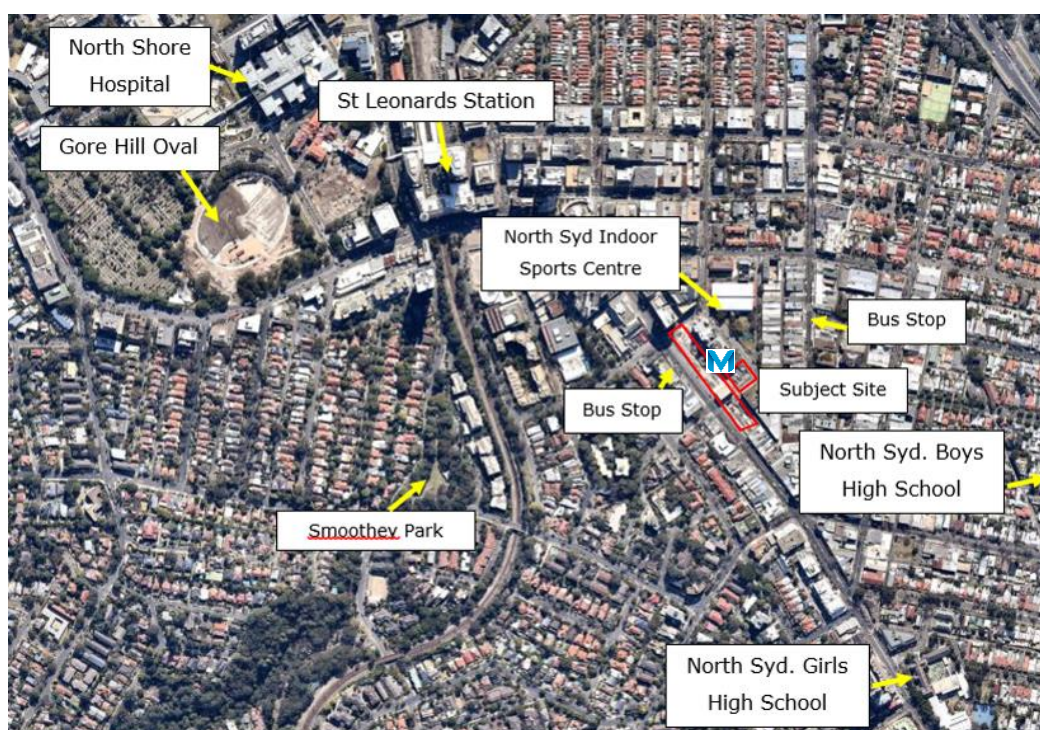 North Shore
Hospital
St Leonards Station
Gore Hill Oval
North Syd Indoor
Sports Centre
Bus Stop
M
Subject Site
Bus Stop
North Syd. Boys
High School
Smoothey Park
North Syd. Girls
High School